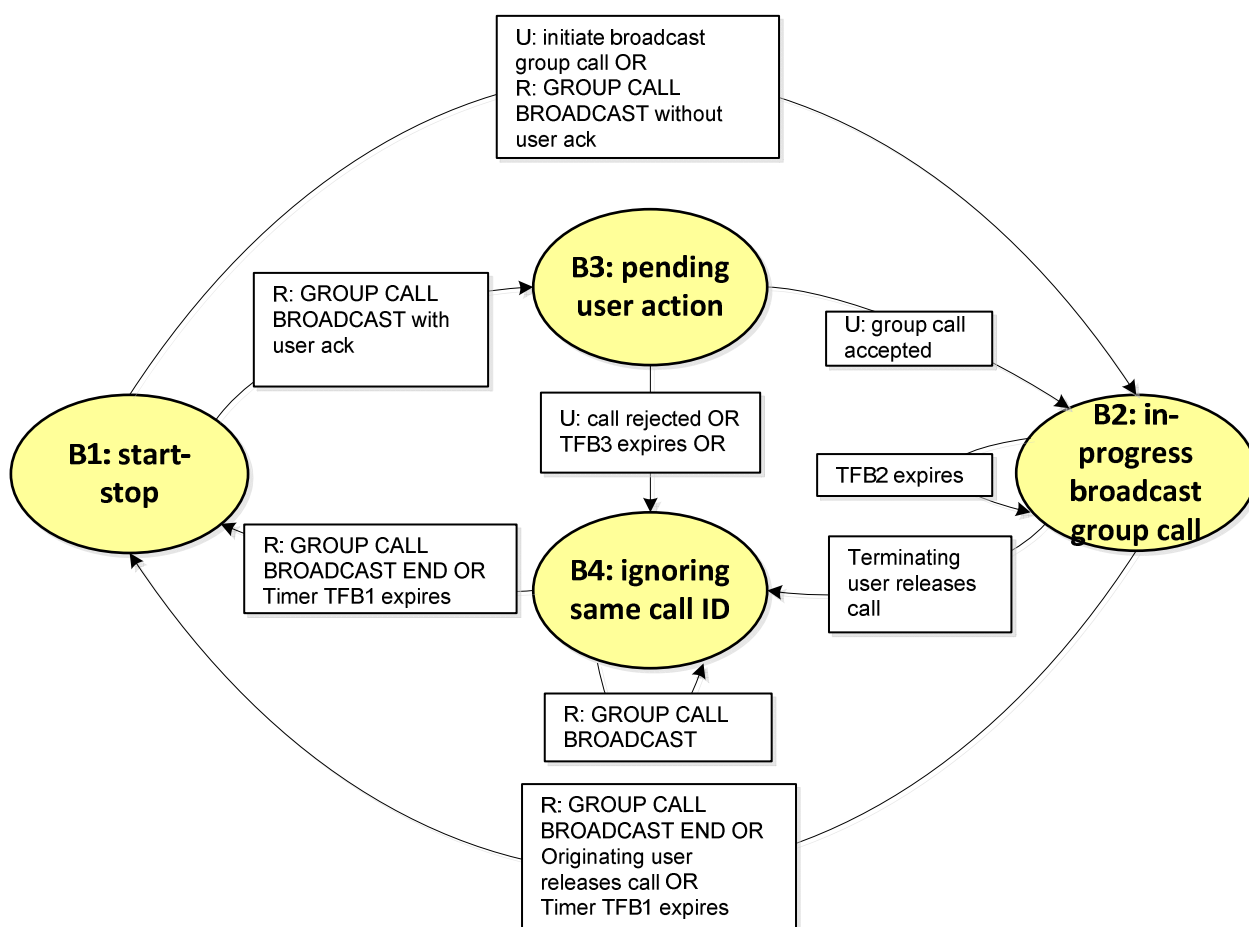 U: initiate broadcast
group call OR
R: GROUP CALL
BROADCAST without
user ack
B3: pending
user action
R: GROUP CALL
BROADCAST with
user ack
U: group call
accepted
U: call rejected OR
TFB3 expires OR
B1: start-
stop
B2: in-
progress
broadcast
group call
TFB2 expires
R: GROUP CALL
BROADCAST END OR
Timer TFB1 expires
B4: ignoring
same call ID
Terminating
user releases
call
R: GROUP CALL
BROADCAST
R: GROUP CALL
BROADCAST END OR
Originating user
releases call OR
Timer TFB1 expires